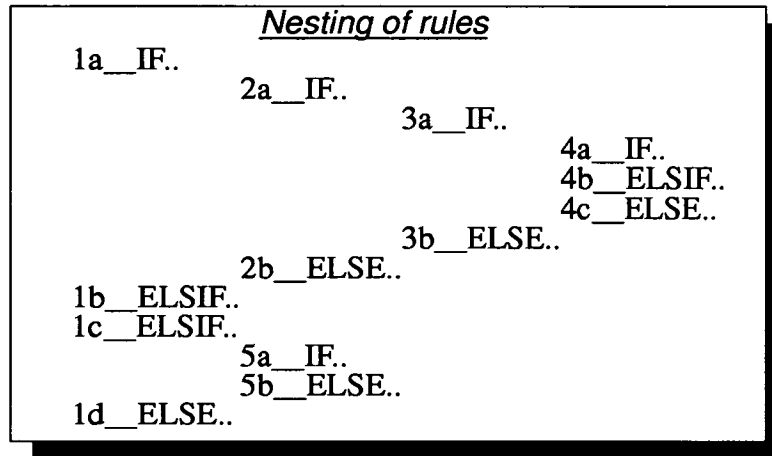 Nesting of rules
1a__IF..
2a__IF..
3a__IF..
4a__IF..
4b__ELSIF..
4c__ELSE..
3b__ELSE..
2b__ELSE..
1b__ELSIF..
1c__ELSIF..
5a__IF..
5b__ELSE..
1d__ELSE..